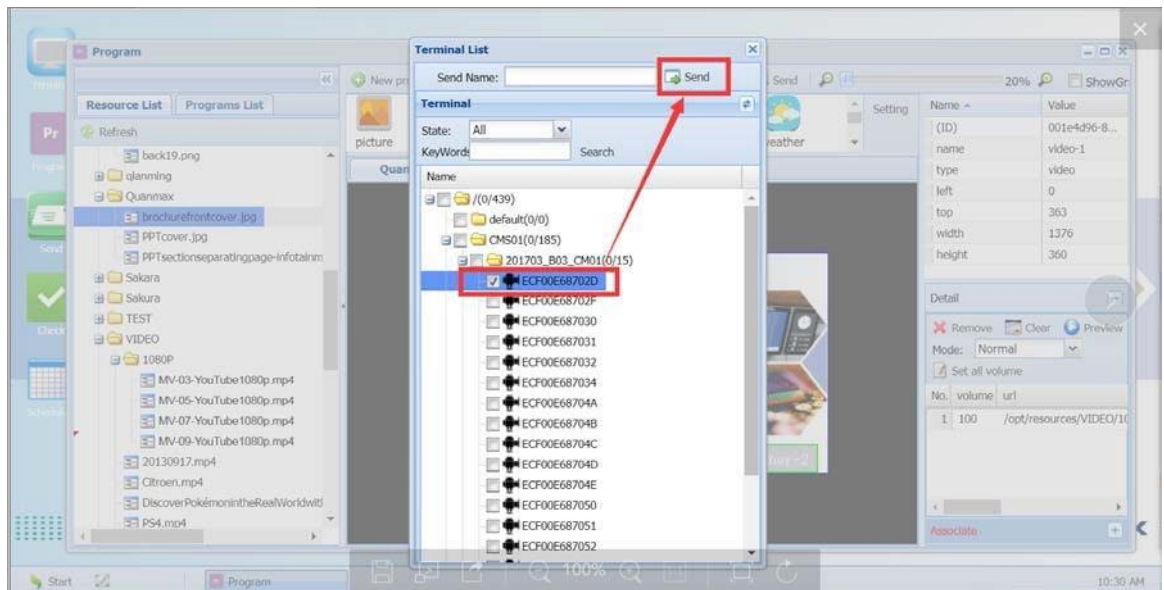 Program
Resource List Programs List
Refresh
back19.png
qlanming
Quanmax
brochurefrontcover.jpg
PPTcover.jpg
PPTsectionseparatingpage-infotainm
Sakara
Sakura
TEST
VIDEO
1080P
MV-03-YouTube1080p.mp4
MV-05-YouTube1080p.mp4
MV-07-YouTube1080p.mp4
MV-09-YouTube1080p.mp4
20130917.mp4
Citroen.mp4
DiscoverPokémonintheRealWorldwith
PS4.mp4
New pr
picture
Quan
Terminal List
Send Name: Send
Terminal
State: All
KeyWords Search
Name
/(0/439)
default(0/0)
CMS01(0/185)
201703_B03_CM01(0/15)
ECF00E68702D
ECF00E68702F
ECF00E687030
ECF00E687031
ECF00E687032
ECF00E687034
ECF00E68704A
ECF00E68704B
ECF00E68704C
ECF00E68704D
ECF00E68704E
ECF00E687050
ECF00E687051
ECF00E687052
Send
20% ShowGr
eather
Setting
Name Value
(ID) 001e4d96-8...
name video-1
type video
left 0
top 363
width 1376
height 360
Detail
Remove Clear Preview
Mode: Normal
Set all volume
No. volume url
1 100 /opt/resources/VIDEO/10
Associate
100%
Start
Program
10:30 AM